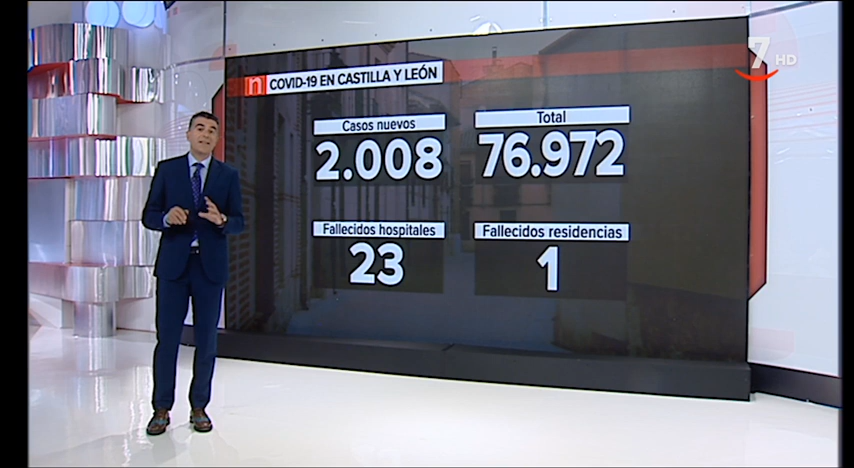 7 HD
n COVID-19 EN CASTILLA Y LEÓN
Casos nuevos
2.008
Total
76.972
Fallecidos hospitales
23
Fallecidos residencias
1